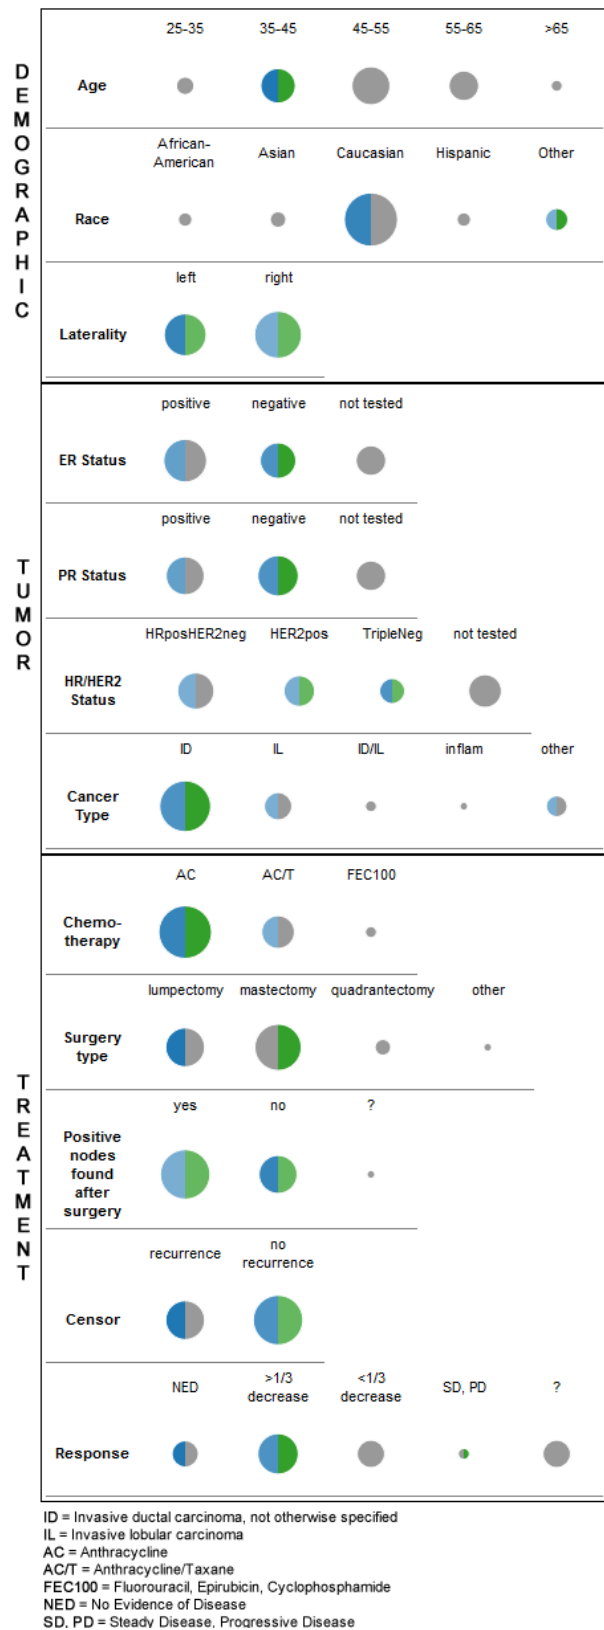 DEMOGRAPHIC
25-35 35-45 45-55 55-65 >65
Age
African-
American Asian Caucasian Hispanic Other
Race
left right
Laterality
TUMOR
positive negative not tested
ER Status
positive negative not tested
PR Status
HRposHER2neg HER2pos TripleNeg not tested
HR/HER2
Status
ID IL ID/IL inflam other
Cancer
Type
TREATMENT
AC AC/T FEC100
Chemo-
therapy
lumpectomy mastectomy quadrantectomy other
Surgery
type
yes no ?
Positive
nodes
found
after
surgery
recurrence no
recurrence
Censor
NED >1/3
decrease <1/3
decrease SD, PD ?
Response
ID = Invasive ductal carcinoma, not otherwise specified
IL = Invasive lobular carcinoma
AC = Anthracycline
AC/T = Anthracycline/Taxane
FEC100 = Fluorouracil, Epirubicin, Cyclophosphamide
NED = No Evidence of Disease
SD, PD = Steady Disease, Progressive Disease